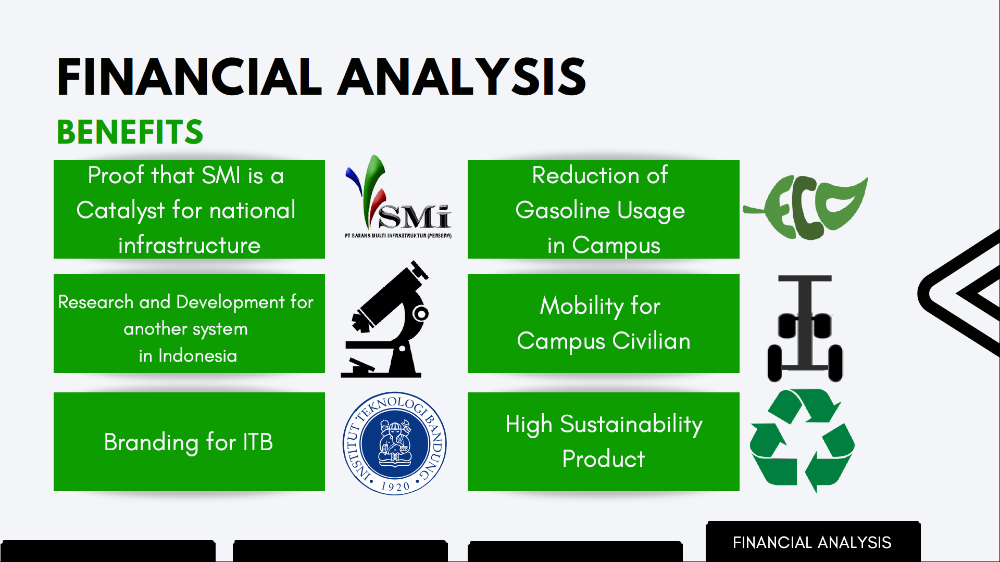 FINANCIAL ANALYSIS
BENEFITS
Proof that SMI is a
Catalyst for national
infrastructure
SMi
PT SARANA MULTI INFRASTRUKTUR (PERSERO)
Reduction of
Gasoline Usage
in Campus
ECO
Research and Development for
another system
in Indonesia
Mobility for
Campus Civilian
Branding for ITB
INSTITUT TEKNOLOGI BANDUNG
1920
High Sustainability
Product
FINANCIAL ANALYSIS